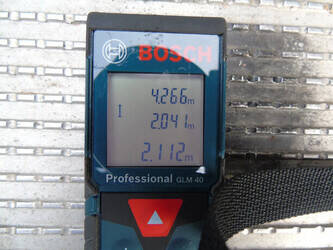 BOSCH
4.266m
2.041m
2.112m
Professional GLM 40